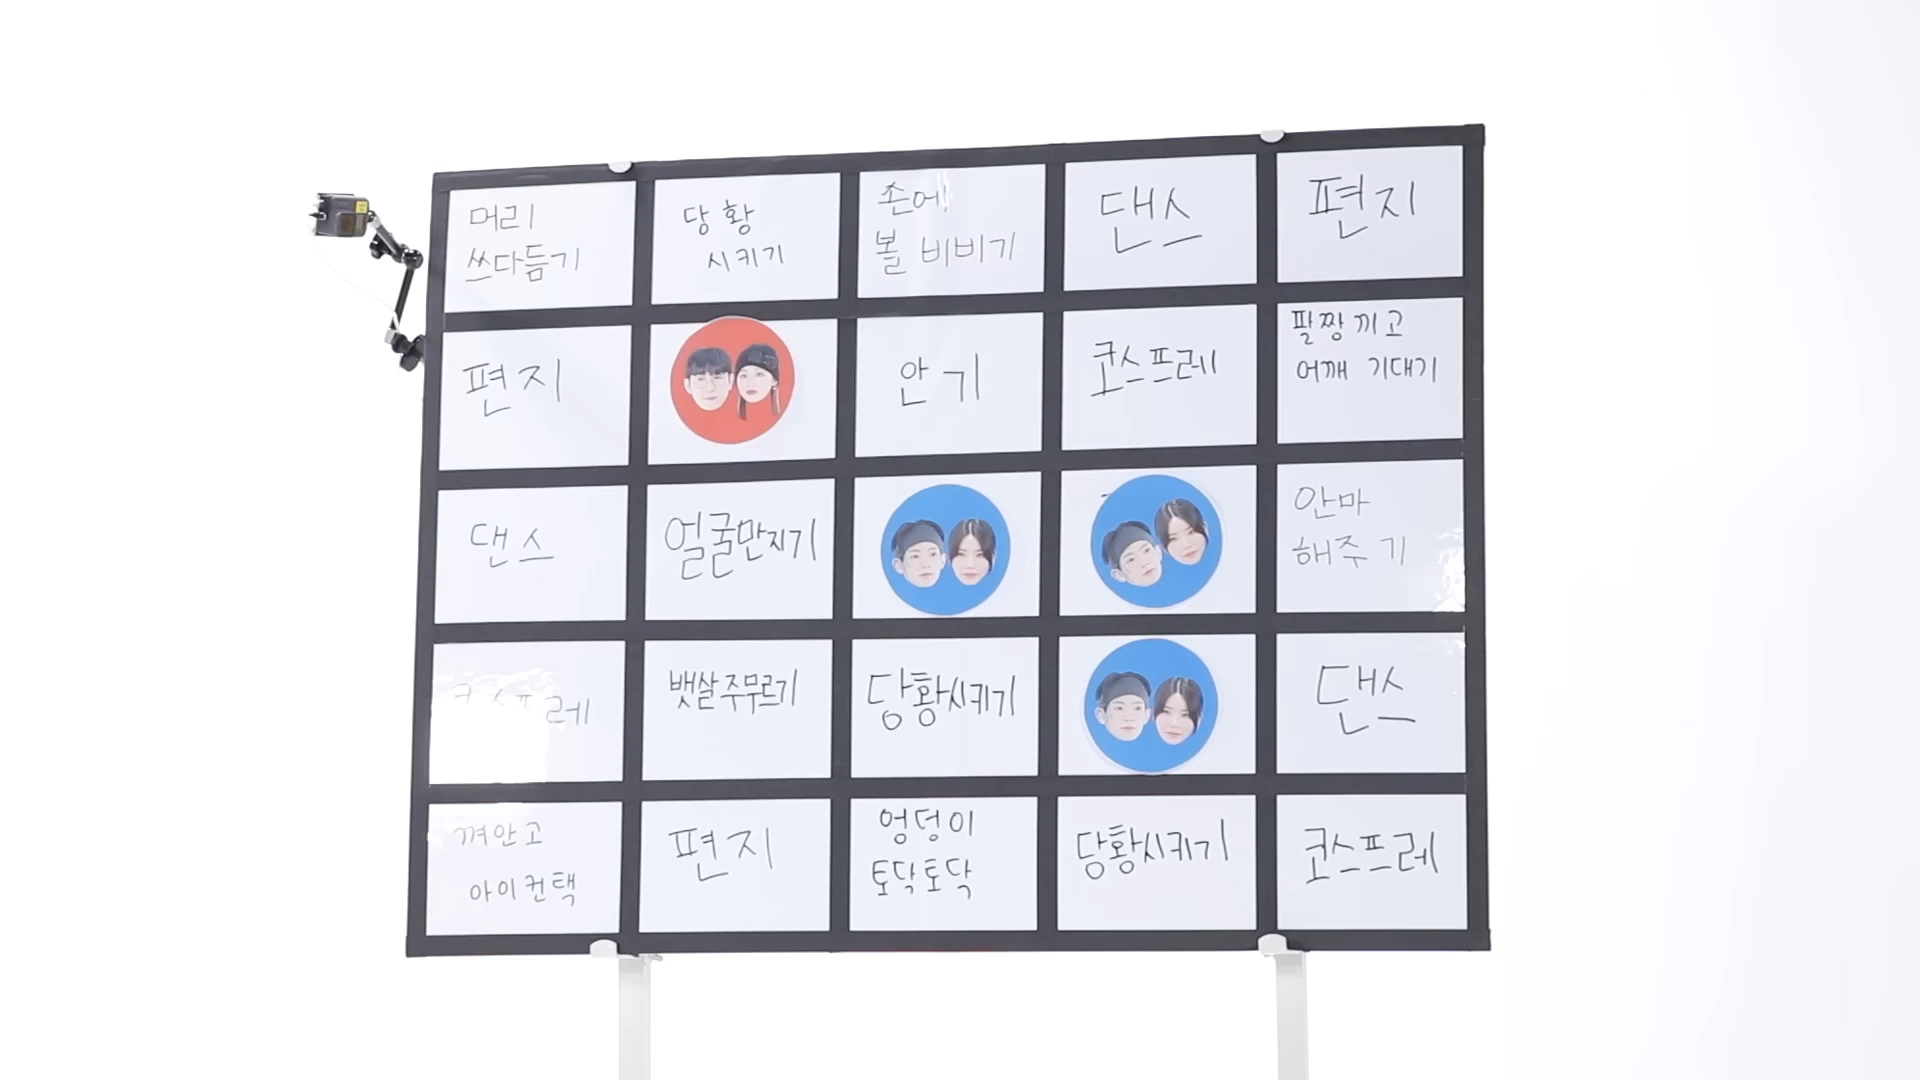 머리
쓰다듬기
당황
시키기
손에
볼 비비기
댄스
편지
편지
안기
코스프레
팔짱 끼고
어깨 기대기
댄스
얼굴만지기
안마
해주기
코스프레
뱃살주무르기
당황시키기
댄스
껴안고
아이컨택
편지
엉덩이
토닥토닥
당황시키기
코스프레